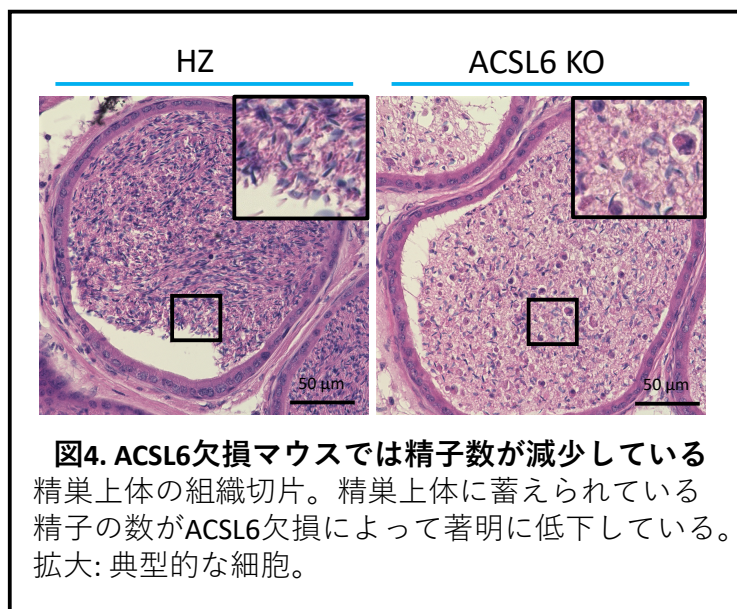 HZ
ACSL6 KO
50 μm
50 μm
図4. ACSL6欠損マウスでは精子数が減少している
精巣上体の組織切片。精巣上体に蓄えられている
精子の数がACSL6欠損によって著明に低下している。
拡大: 典型的な細胞。